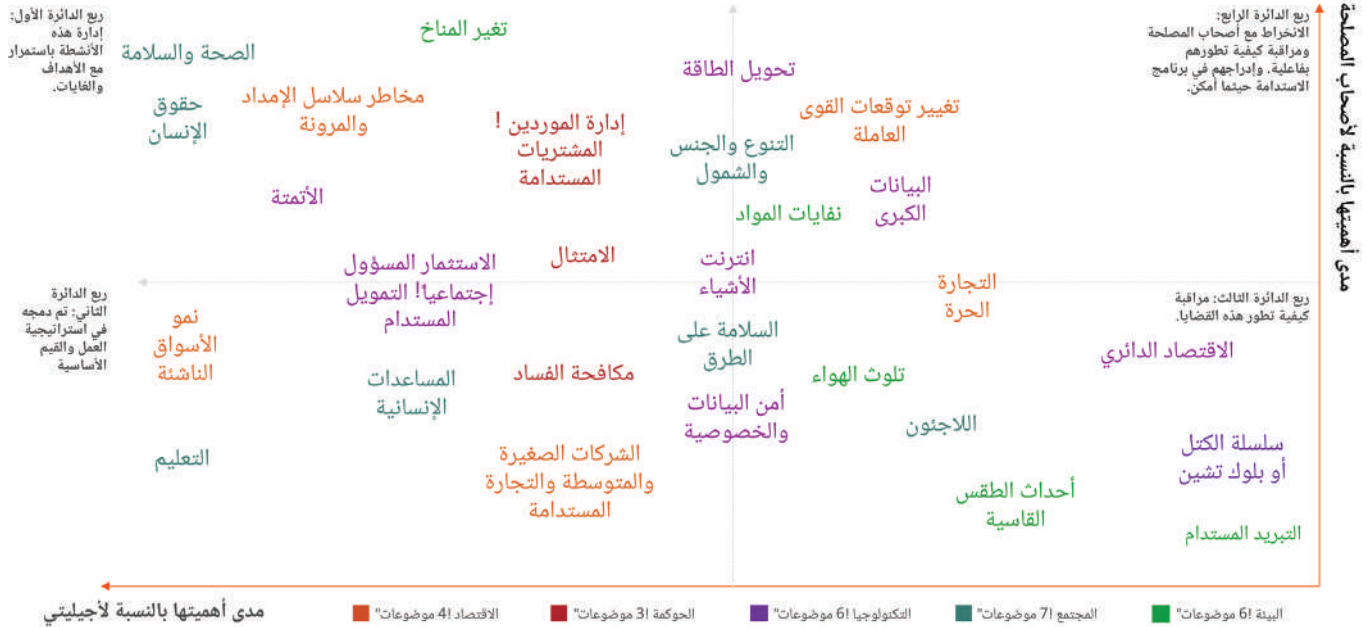 مدى أهميتها بالنسبة لأصحاب المصلحة
ربع الدائرة الرابع:
الانخراط مع أصحاب المصلحة
ومراقبة كيفية تطورهم
بفاعلية، وإدراجهم في برنامج
الاستدامة حيثما أمكن.
ربع الدائرة الأول:
إدارة هذه
الأنشطة باستمرار
مع الأهداف
والغايات.
تغير المناخ
الصحة والسلامة
تحويل الطاقة
مخاطر سلاسل الإمداد
والمرونة
حقوق
الإنسان
تغيير توقعات القوى
العاملة
إدارة الموردين !
المشتريات
المستدامة
التنوع والجنس
والشمول
البيانات
الكبرى
الأتمتة
نفايات المواد
الامتثال
انترنت
الأشياء
الاستثمار المسؤول
إجتماعياً! التمويل
المستدام
التجارة
الحرة
ربع الدائرة الثالث: مراقبة
كيفية تطور هذه القضايا.
ربع الدائرة
الثاني: تم دمجه
في استراتيجية
العمل والقيم
الأساسية
نمو
الأسواق
الناشئة
السلامة على
الطرق
الاقتصاد الدائري
تلوث الهواء
مكافحة الفساد
المساعدات
الإنسانية
أمن البيانات
والخصوصية
اللاجئون
سلسلة الكتل
أو بلوك تشين
التعليم
الشركات الصغيرة
والمتوسطة والتجارة
المستدامة
أحداث الطقس
القاسية
التبريد المستدام
البيئة !6 موضوعات"
المجتمع !7 موضوعات"
التكنولوجيا !6 موضوعات"
الحوكمة !3 موضوعات"
الاقتصاد !4 موضوعات"
مدى أهميتها بالنسبة لأجيليتي